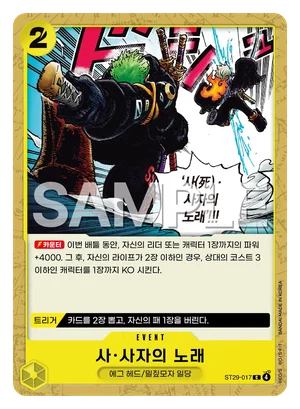 2
「사(死)・
사자의
노래」!!!
SAMPLE
카운터 이번 배틀 동안, 자신의 리더 또는 캐릭터 1장까지의 파워
+4000. 그 후, 자신의 라이프가 2장 이하인 경우, 상대의 코스트 3
이하인 캐릭터를 1장까지 KO 시킨다.
트리거 카드를 2장 뽑고, 자신의 패 1장을 버린다.
EVENT
사·사자의 노래
에그 헤드/밀짚모자 일당
ST29-017